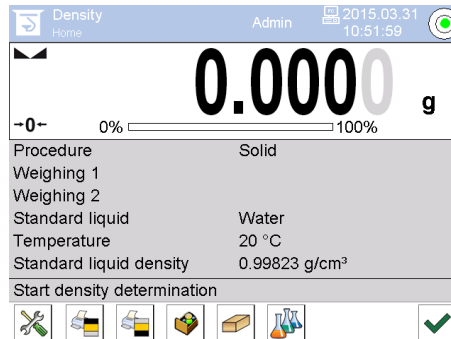 Density
Home
Admin
2015.03.31
10:51:59
0.0000 g
→0←
0% 100%
Procedure Solid
Weighing 1
Weighing 2
Standard liquid Water
Temperature 20 °C
Standard liquid density 0.99823 g/cm³
Start density determination